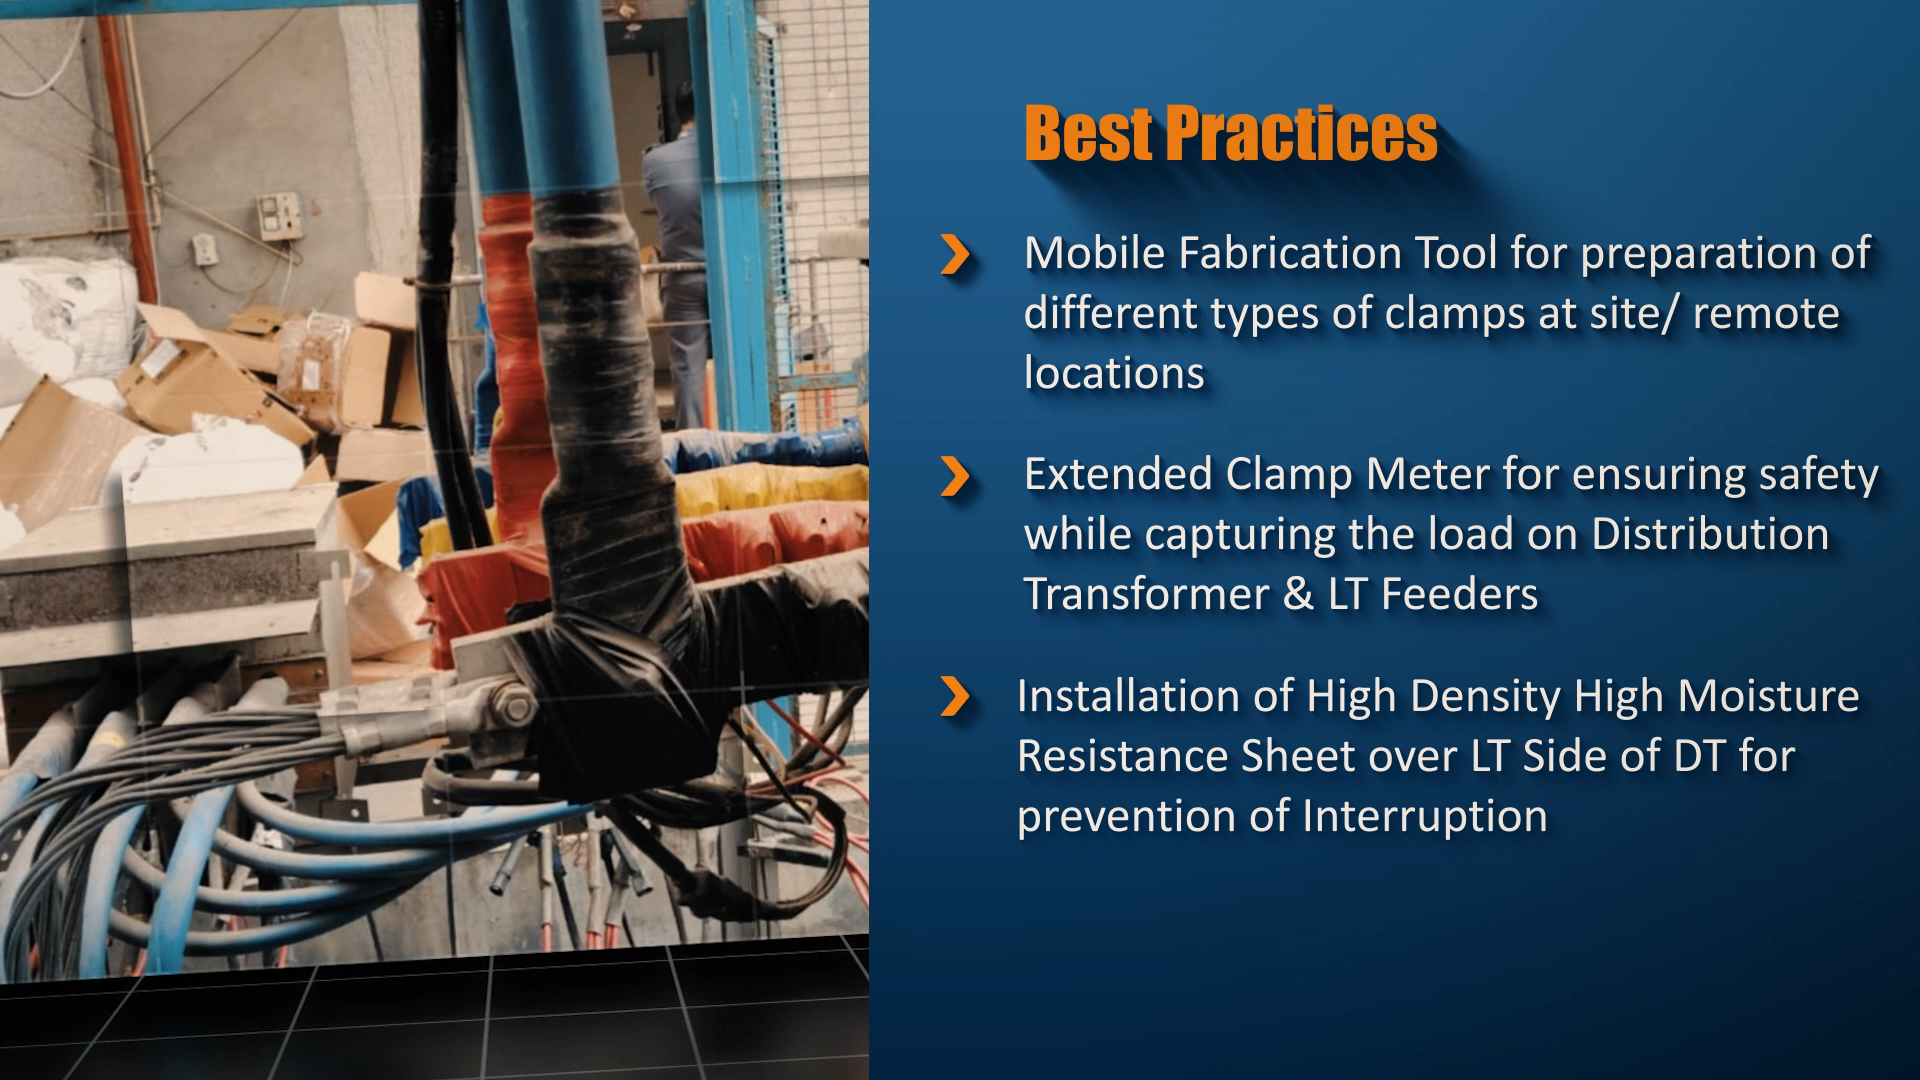 Best Practices
Mobile Fabrication Tool for preparation of
different types of clamps at site/ remote
locations
Extended Clamp Meter for ensuring safety
while capturing the load on Distribution
Transformer & LT Feeders
Installation of High Density High Moisture
Resistance Sheet over LT Side of DT for
prevention of Interruption